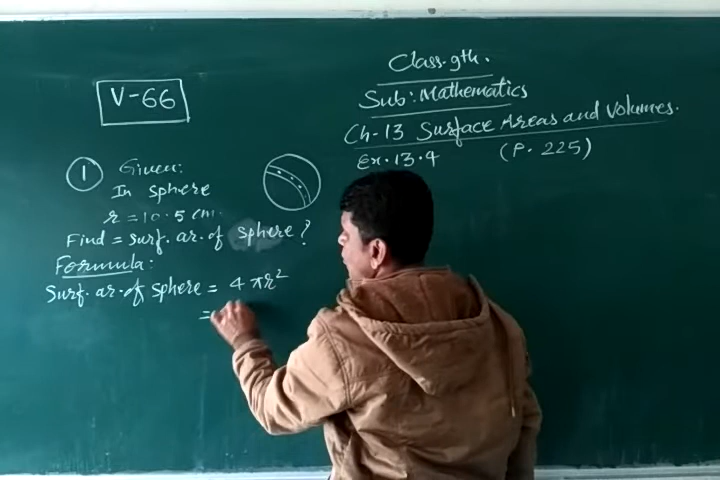 V-66
Class-9th.
Sub: Mathematics
Ch-13 Surface Areas and Volumes.
Ex. 13.4 (P. 225)
1 Given:
In sphere
r = 10.5 cm.
Find = surf. ar. of sphere?
Formula:
Surf. ar. of sphere = 4 πr²
=